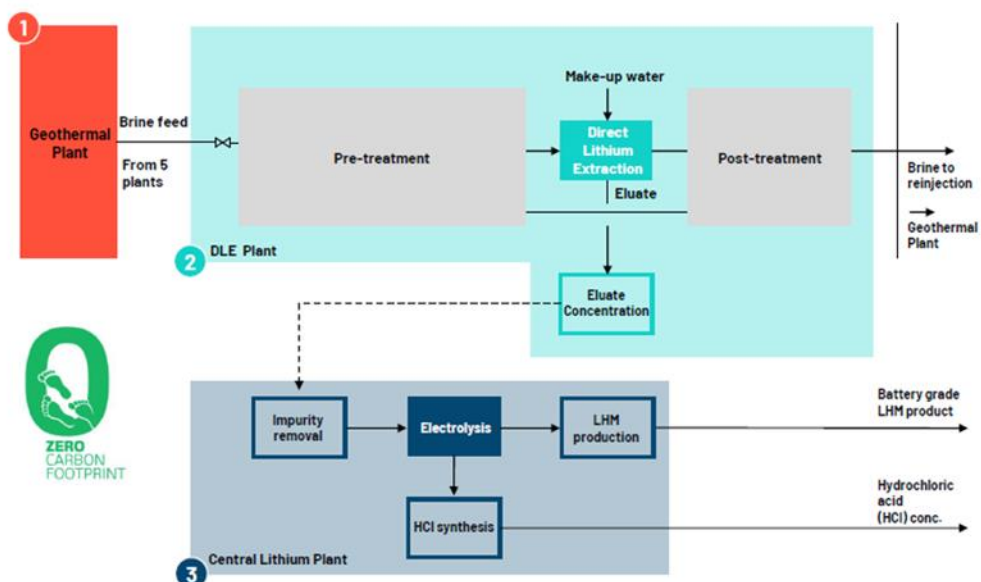 1
Geothermal
Plant
Brine feed
From 5
plants
Pre-treatment
Make-up water
Direct
Lithium
Extraction
Eluate
Post-treatment
Brine to
reinjection
Geothermal
Plant
2
DLE Plant
Eluate
Concentration
ZERO
CARBON
FOOTPRINT
Impurity
removal
Electrolysis
LHM
production
Battery grade
LHM product
HCl synthesis
Hydrochloric
acid
(HCl) conc.
3
Central Lithium Plant